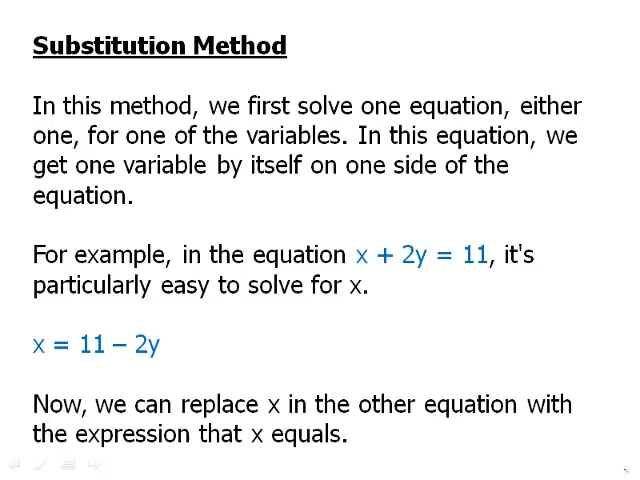 Substitution Method
In this method, we first solve one equation, either
one, for one of the variables. In this equation, we
get one variable by itself on one side of the
equation.
For example, in the equation x + 2y = 11, it's
particularly easy to solve for x.
x = 11 – 2y
Now, we can replace x in the other equation with
the expression that x equals.